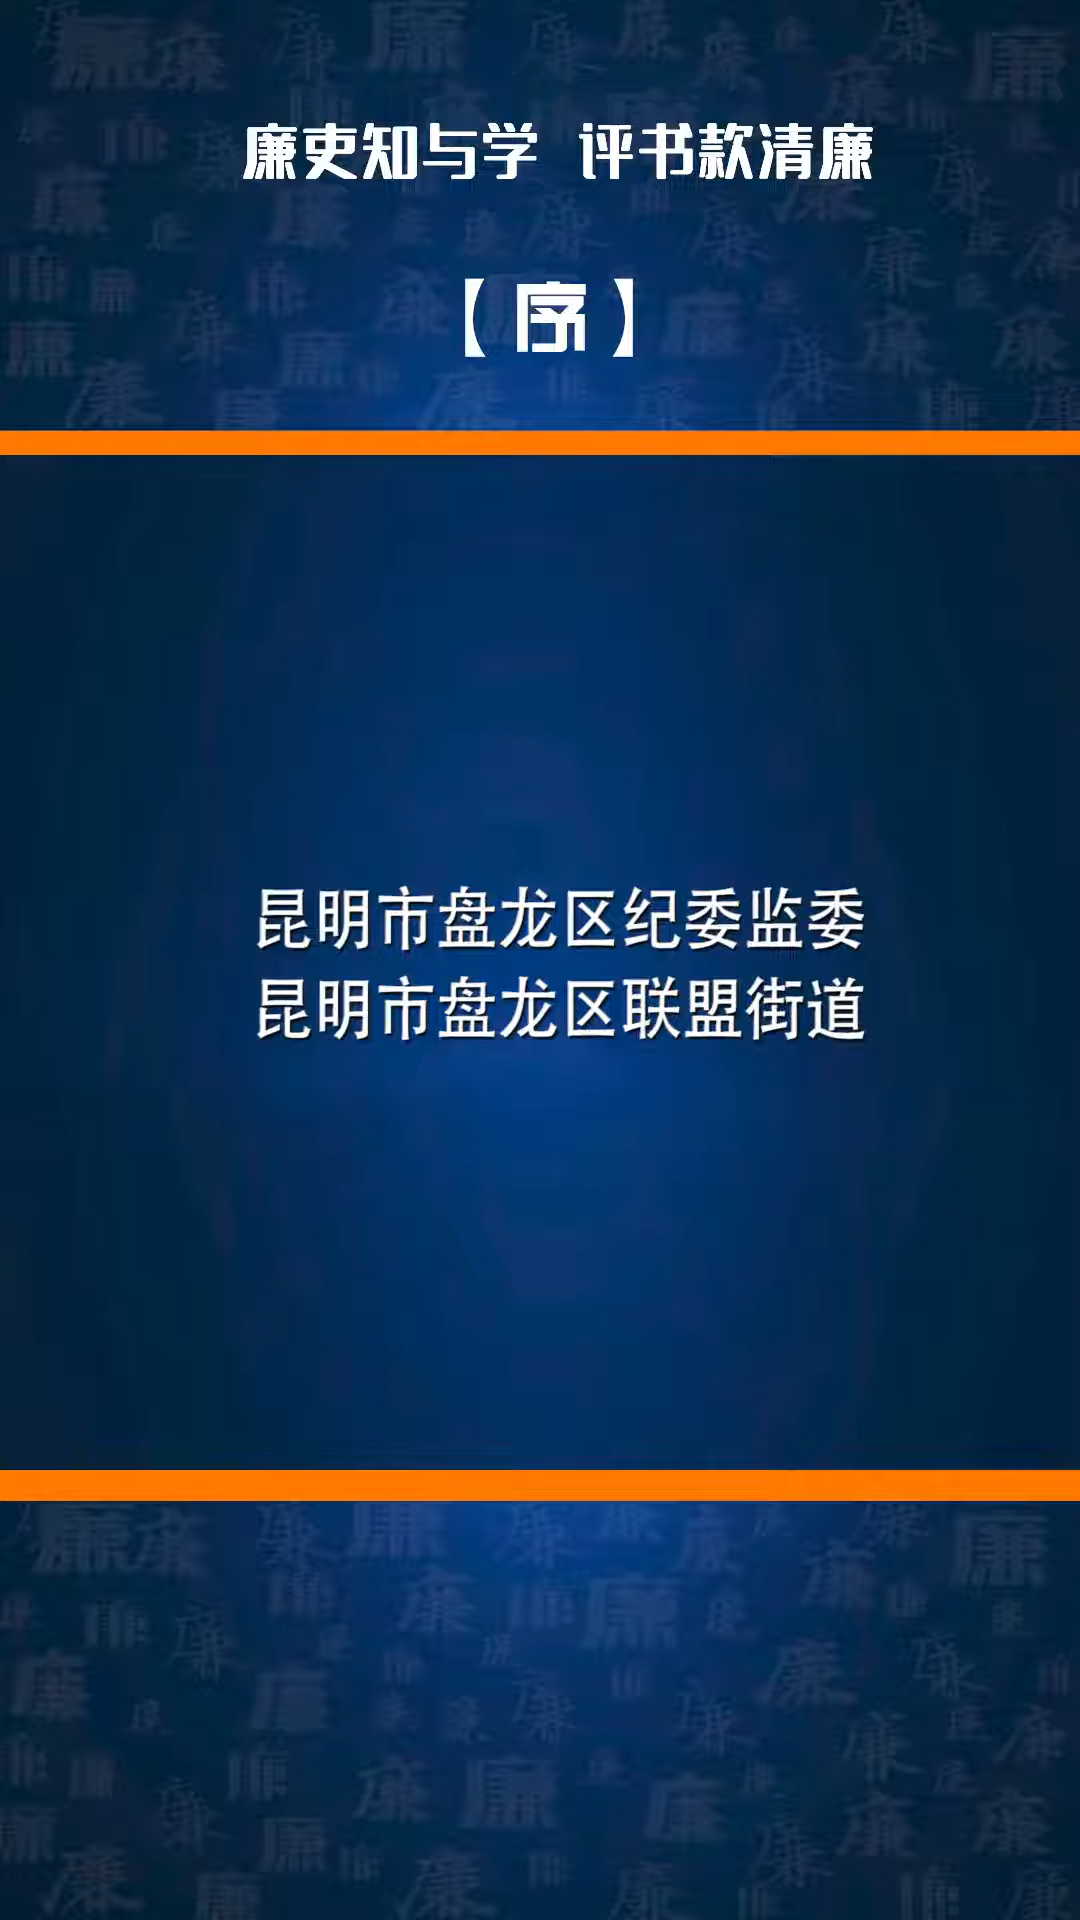 廉吏知与学 评书款清廉
【序】
昆明市盘龙区纪委监委
昆明市盘龙区联盟街道